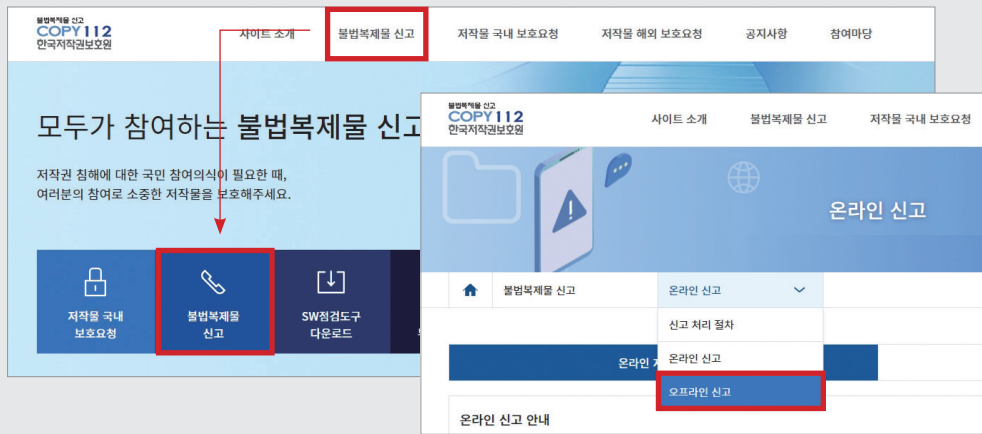 불법복제물 신고
COPY112
한국저작권보호원
사이트 소개
불법복제물 신고
저작물 국내 보호요청
저작물 해외 보호요청
공지사항
참여마당
모두가 참여하는 불법복제물 신고
저작권 침해에 대한 국민 참여의식이 필요한 때,
여러분의 참여로 소중한 저작물을 보호해주세요.
저작물 국내
보호요청
불법복제물
신고
SW점검도구
다운로드
불법복제물 신고
COPY112
한국저작권보호원
사이트 소개
불법복제물 신고
저작물 국내 보호요청
온라인 신고
불법복제물 신고
온라인 신고
신고 처리 절차
온라인 신고
오프라인 신고
온라인
온라인 신고 안내